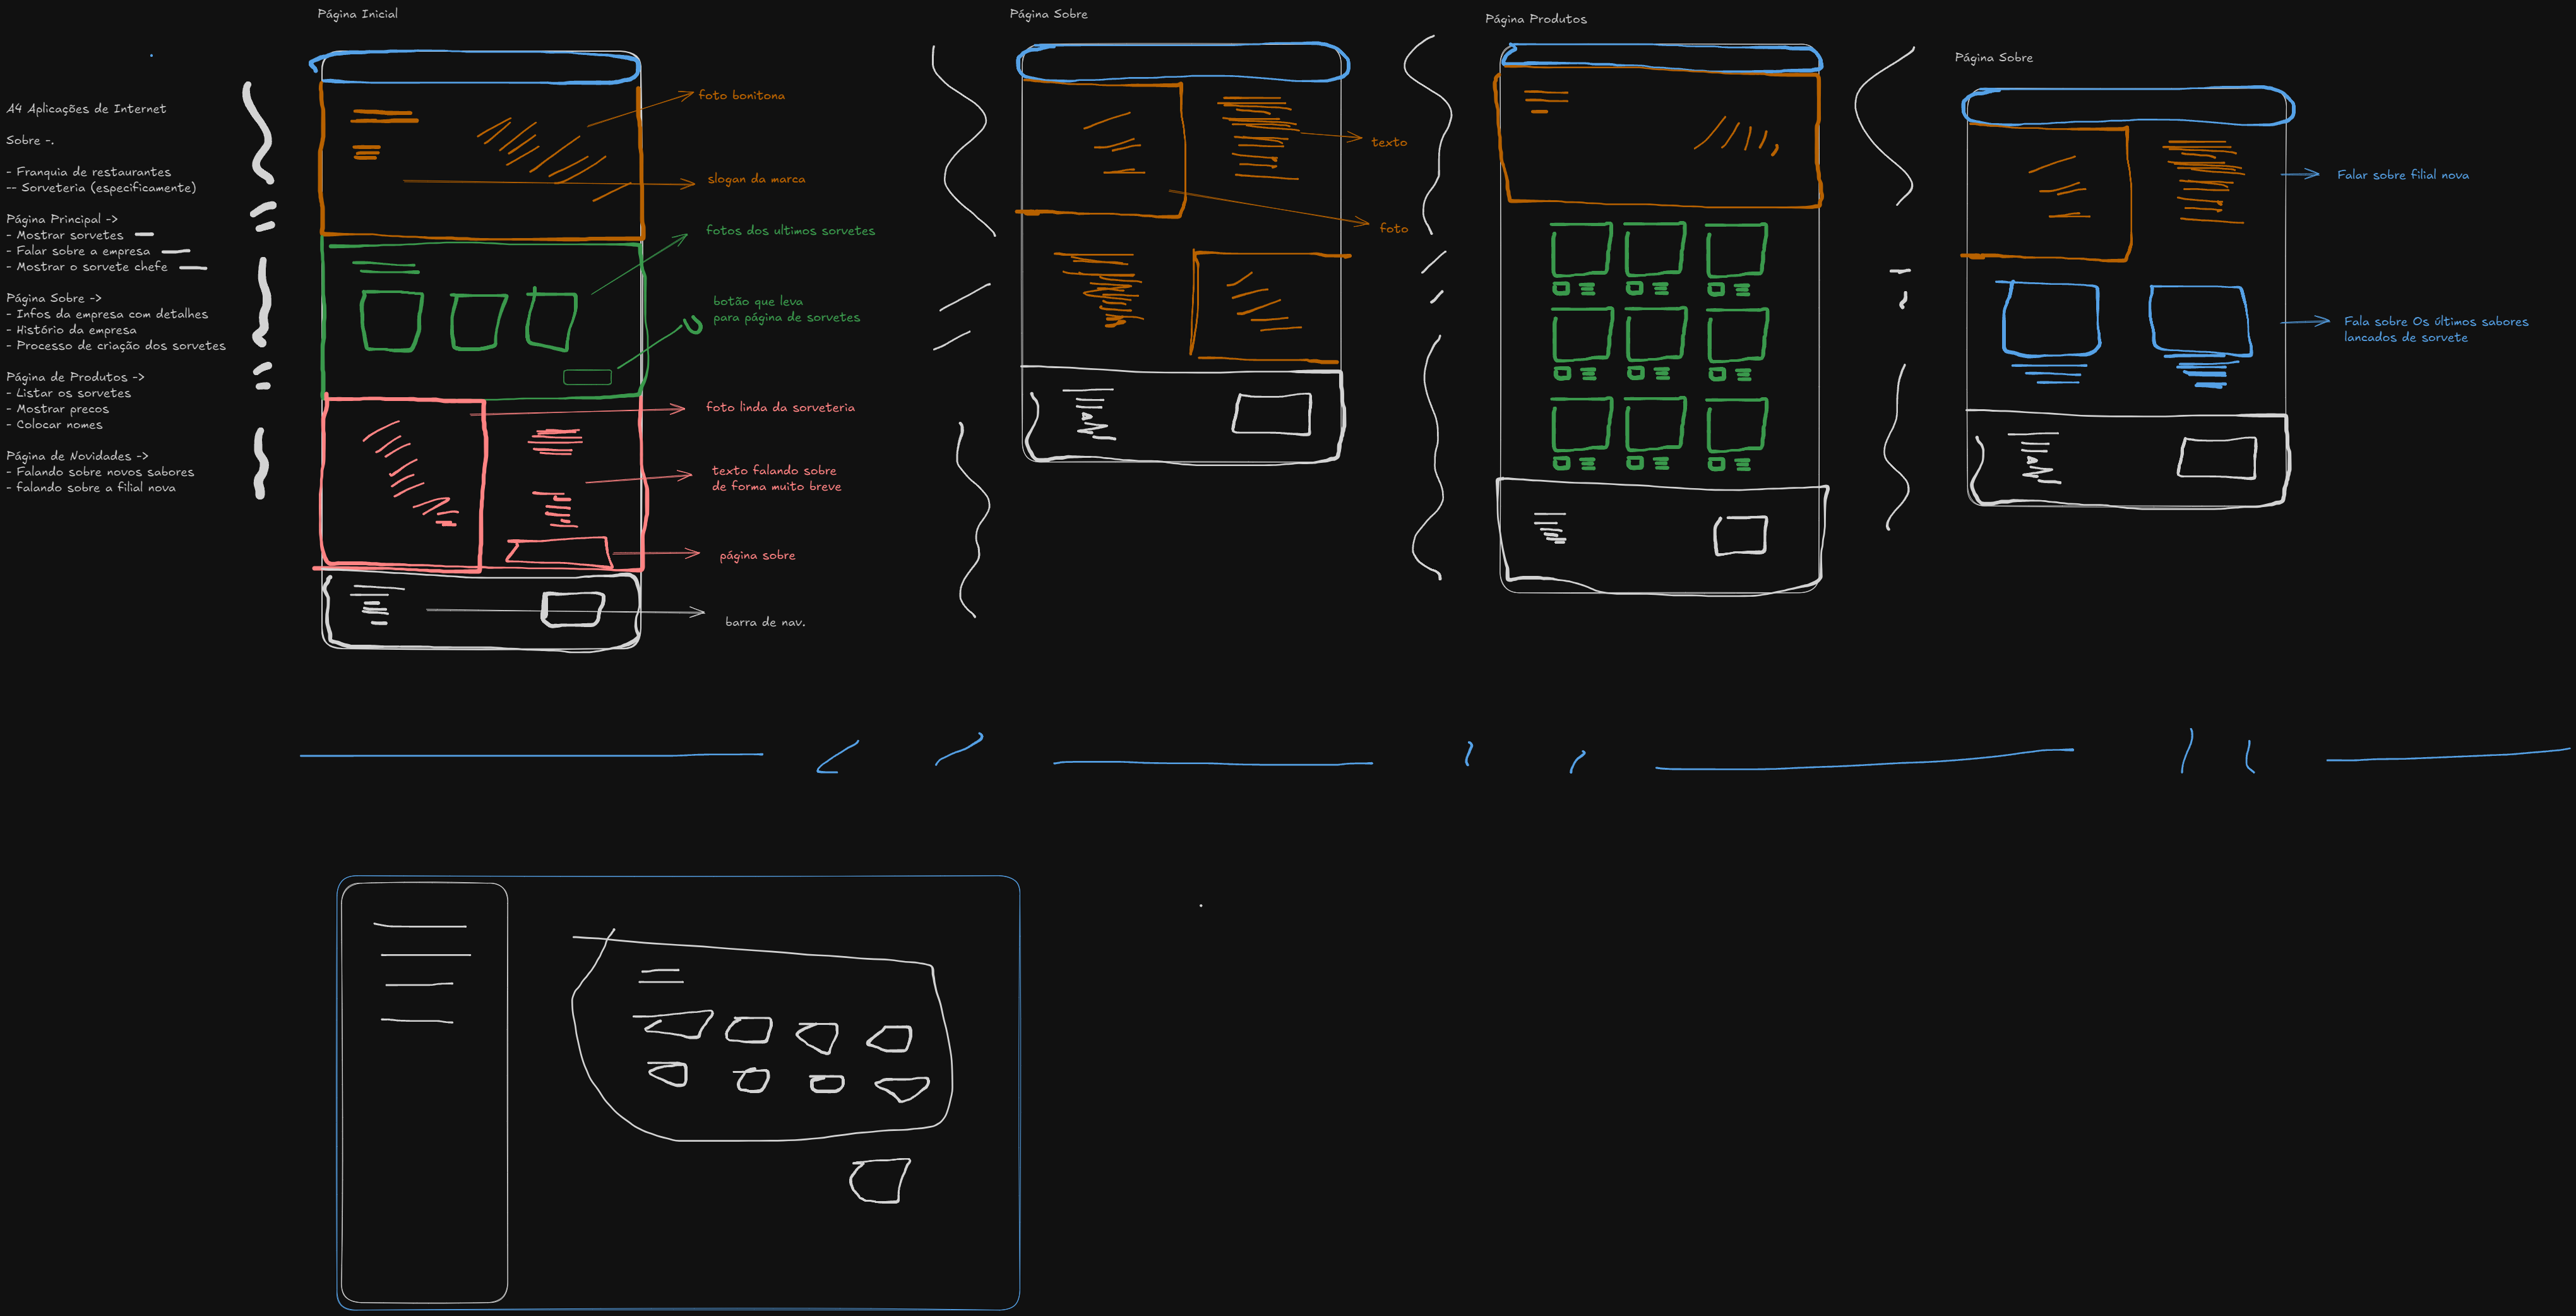 Página Inicial
Página Sobre
Página Produtos
Página Sobre
A4 Aplicações de Internet
Sobre -.
- Franquia de restaurantes
-- Sorveteria (especificamente)
Página Principal ->
- Mostrar sorvetes
- Falar sobre a empresa
- Mostrar o sorvete chefe
Página Sobre ->
- Infos da empresa com detalhes
- Histório da empresa
- Processo de criação dos sorvetes
Página de Produtos ->
- Listar os sorvetes
- Mostrar precos
- Colocar nomes
Página de Novidades ->
- Falando sobre novos sabores
- falando sobre a filial nova
foto bonitona
slogan da marca
fotos dos ultimos sorvetes
botão que leva
para página de sorvetes
foto linda da sorveteria
texto falando sobre
de forma muito breve
página sobre
barra de nav.
texto
foto
Falar sobre filial nova
Fala sobre Os últimos sabores
lancados de sorvete